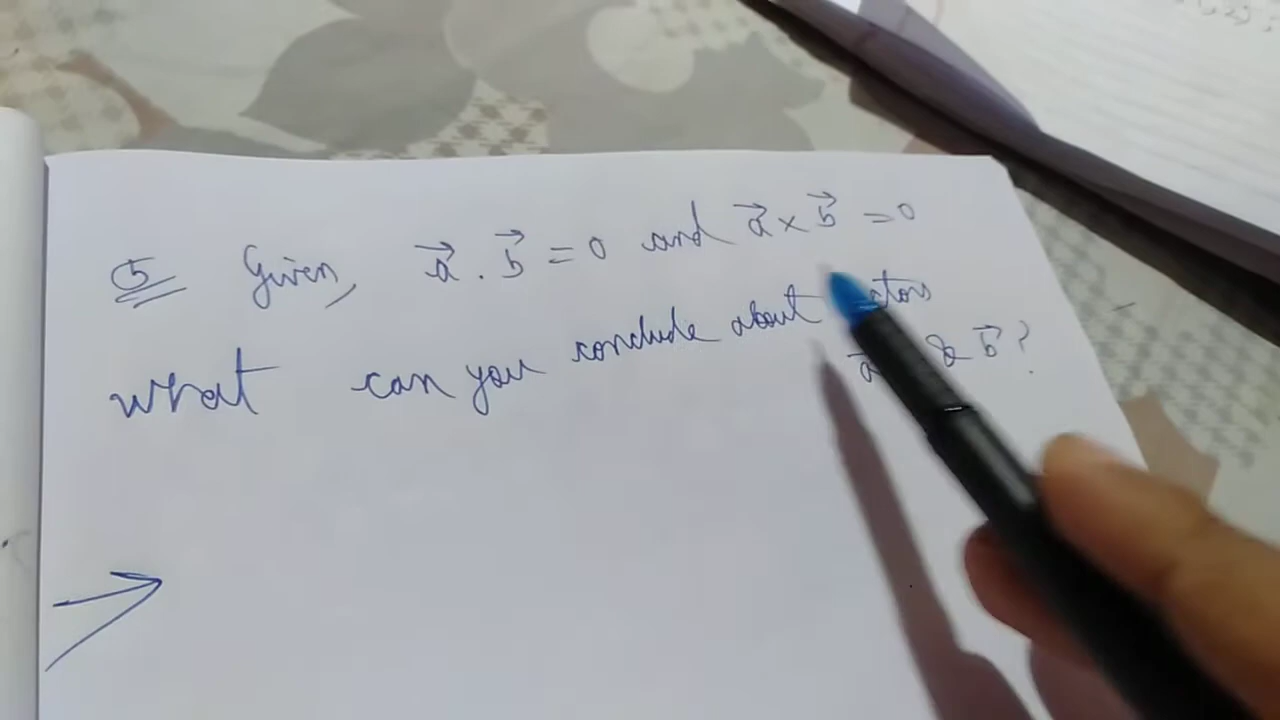 5 Given, a⃗ . b⃗ = 0 and a⃗ × b⃗ = 0
What can you conclude about
a⃗ & b⃗ ?